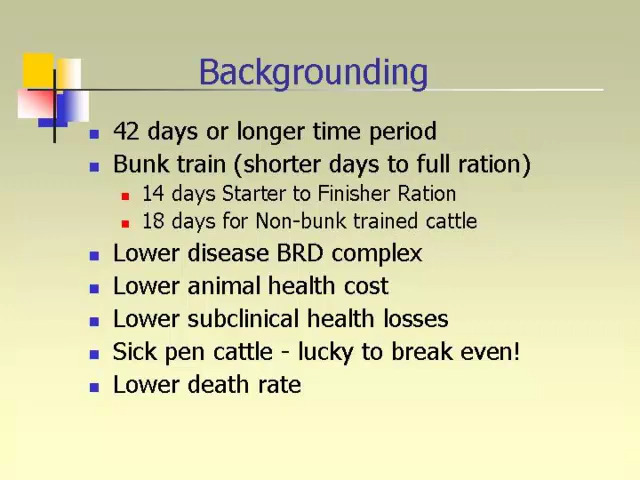 Backgrounding
42 days or longer time period
Bunk train (shorter days to full ration)
14 days Starter to Finisher Ration
18 days for Non-bunk trained cattle
Lower disease BRD complex
Lower animal health cost
Lower subclinical health losses
Sick pen cattle - lucky to break even!
Lower death rate